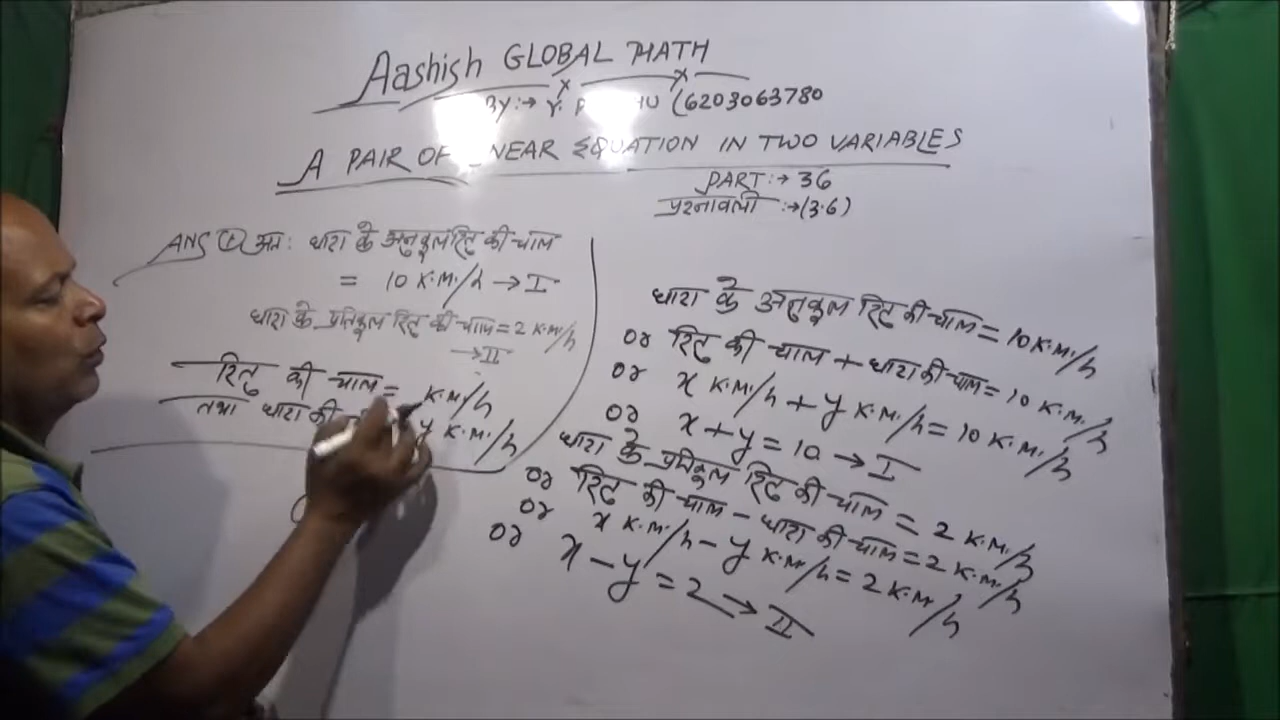 Aashish GLOBAL MATH
BY:→ (6203063780
A PAIR OF EQUATION IN TWO VARIABLES
PART:→ 36
प्रश्नावली :→(3.6)
ANS ① अतः धारा के अनुकूल रितु की चाल
= 10 K.M./h → I
धारा के प्रतिकूल रितु की चाल = 2 K.M/h
→ II
रितु की चाल = K.M/h
तथा धारा की y K.M./h
धारा के अनुकूल रितु की चाल = 10 K.M./h
or रितु की चाल + धारा की चाल = 10 K.M./h
or x K.M./h + y K.M./h = 10 K.M./h
or x + y = 10 → I
धारा के प्रतिकूल रितु की चाल = 2 K.M./h
or रितु की चाल - धारा की चाल = 2 K.M./h
or x K.M./h - y K.M./h = 2 K.M./h
or x - y = 2 → II